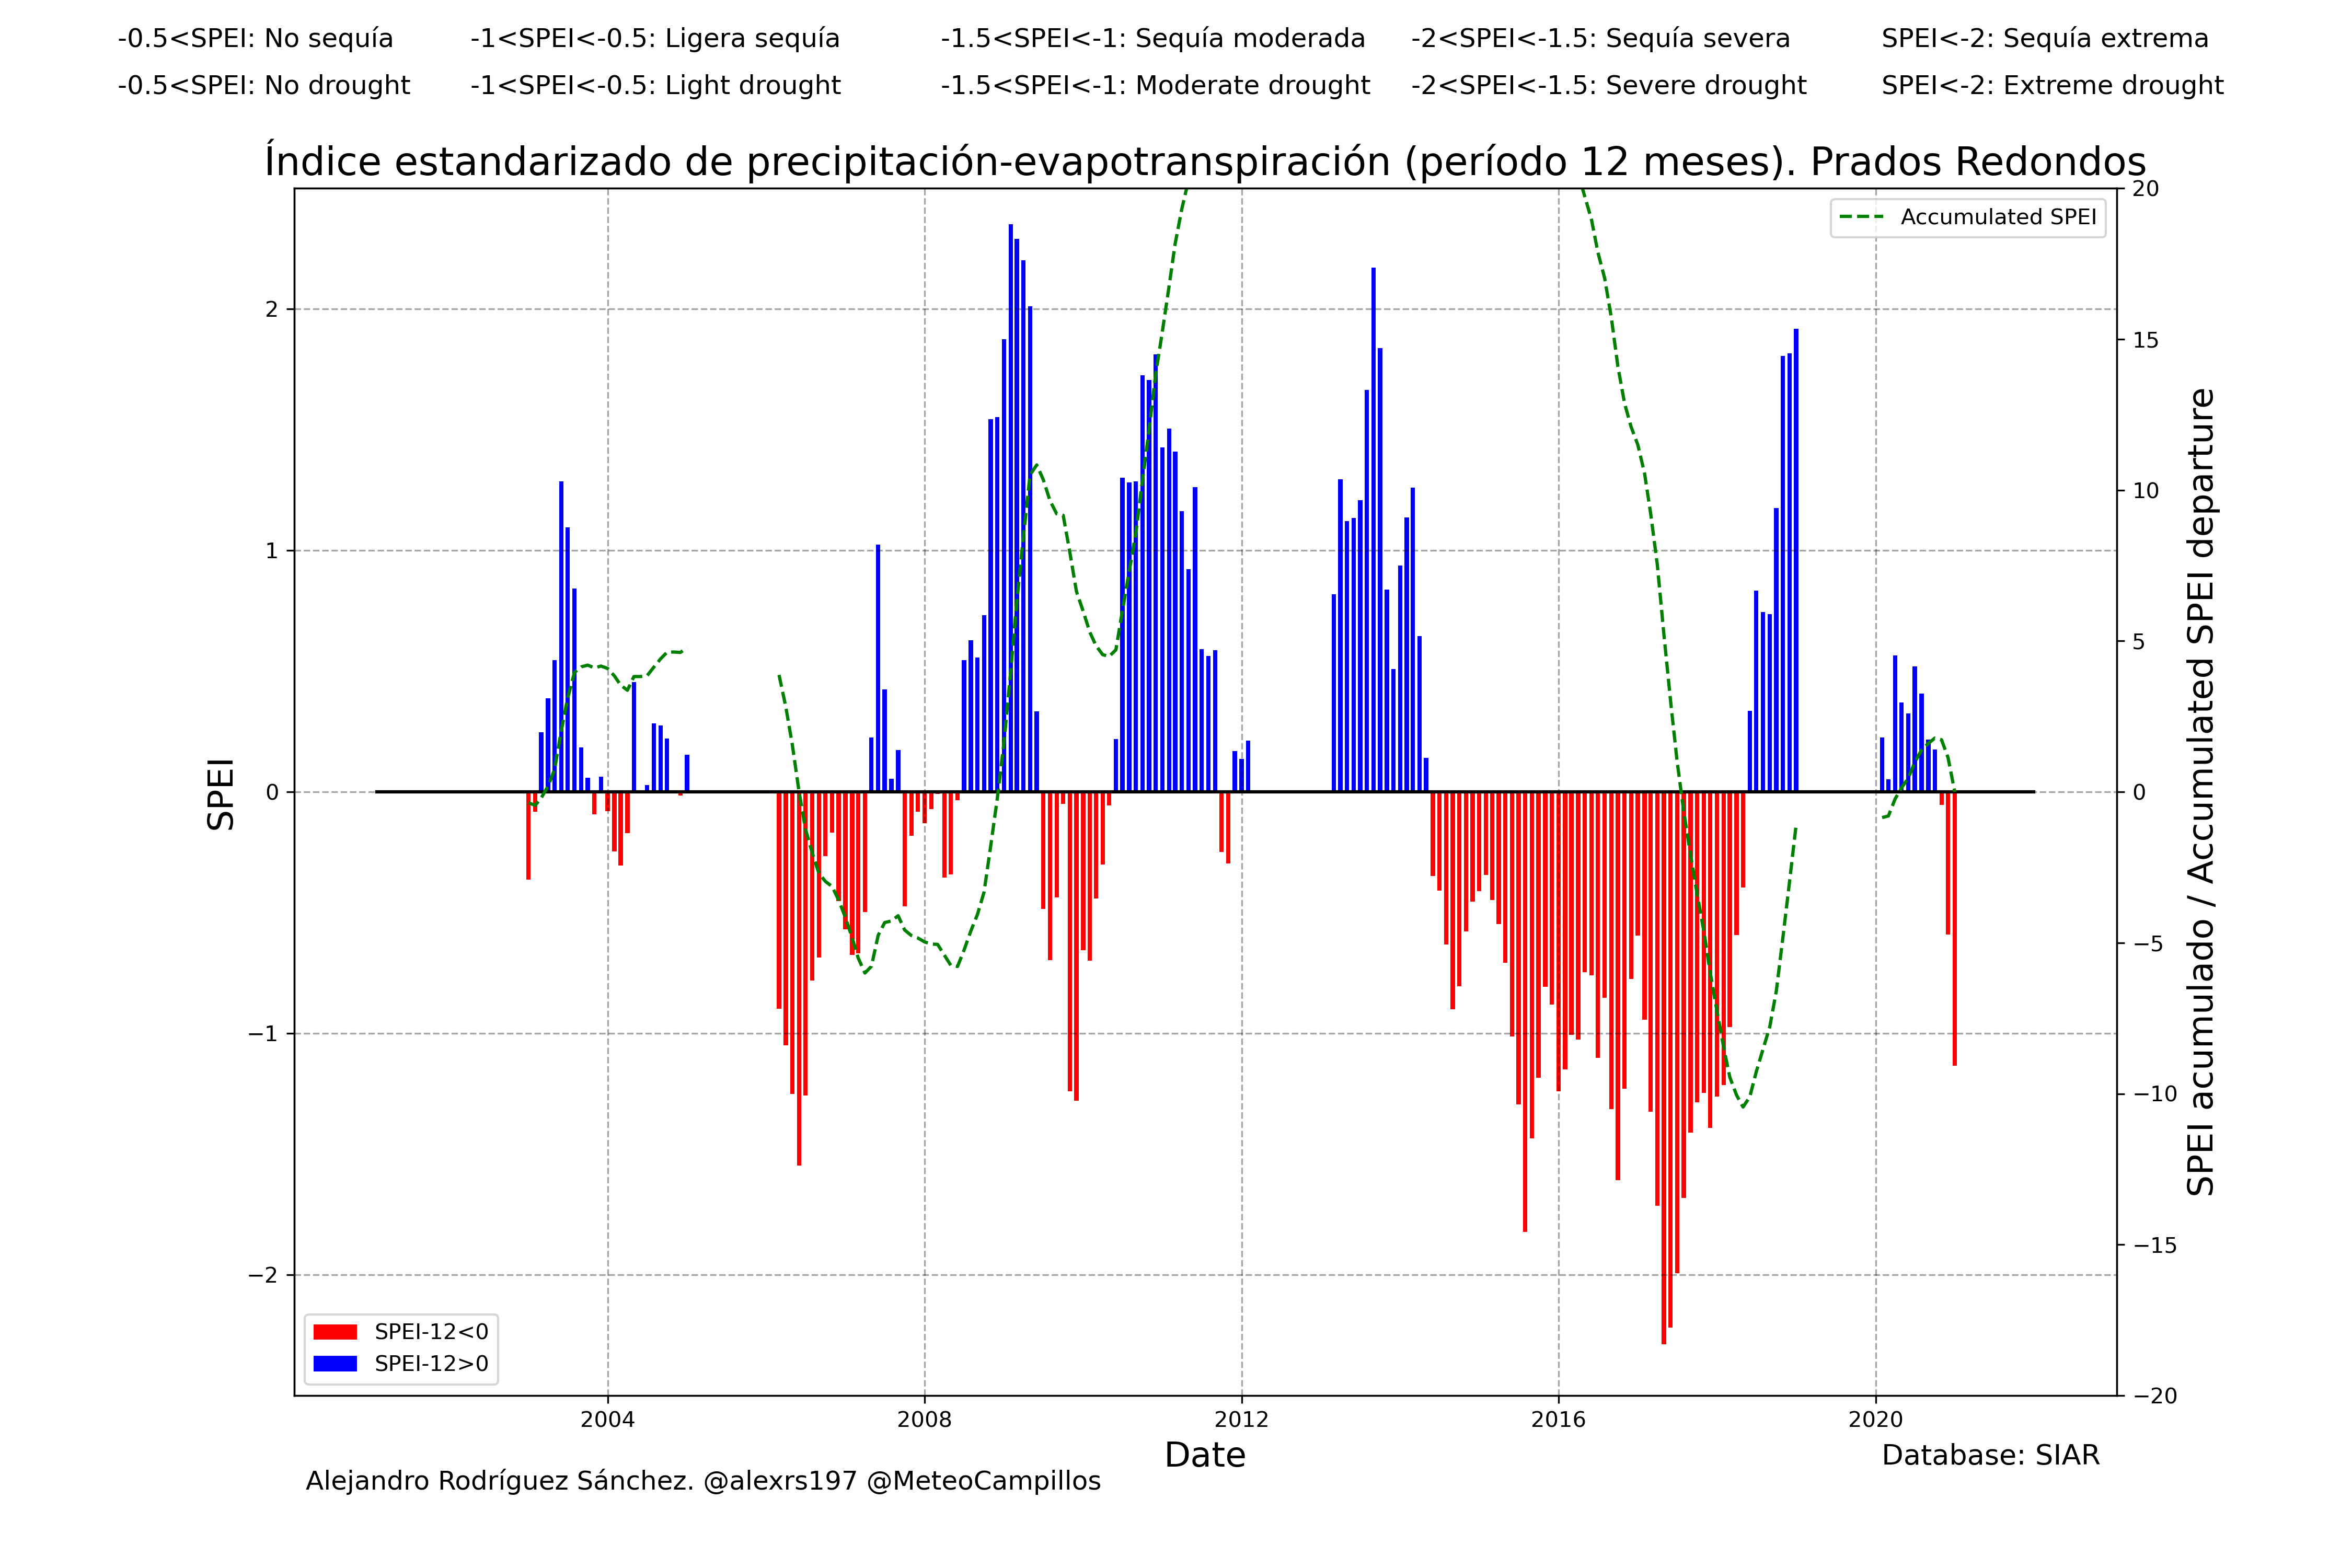 -0.5<SPEI: No sequía -1<SPEI<-0.5: Ligera sequía -1.5<SPEI<-1: Sequía moderada -2<SPEI<-1.5: Sequía severa SPEI<-2: Sequía extrema
-0.5<SPEI: No drought -1<SPEI<-0.5: Light drought -1.5<SPEI<-1: Moderate drought -2<SPEI<-1.5: Severe drought SPEI<-2: Extreme drought
Índice estandarizado de precipitación-evapotranspiración (período 12 meses). Prados Redondos
Accumulated SPEI
SPEI
2
1
0
−1
−2
20
15
10
5
0
−5
−10
−15
−20
SPEI acumulado / Accumulated SPEI departure
SPEI-12<0
SPEI-12>0
2004 2008 2012 2016 2020
Date
Database: SIAR
Alejandro Rodríguez Sánchez. @alexrs197 @MeteoCampillos